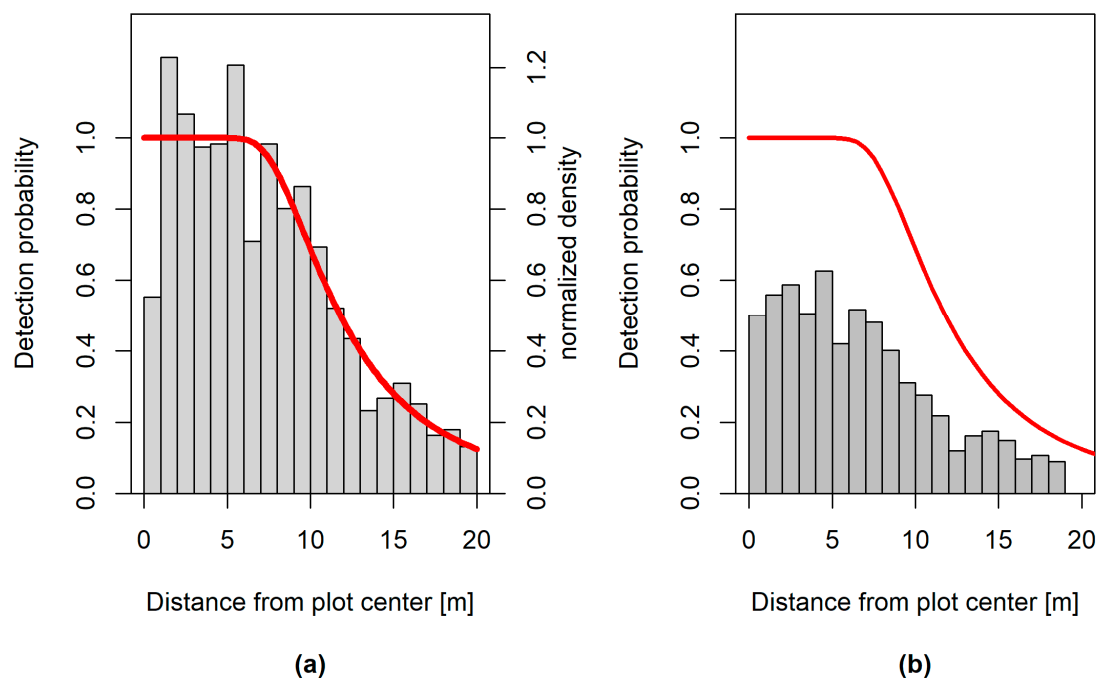 Detection probability
0.0 0.2 0.4 0.6 0.8 1.0
0.0 0.2 0.4 0.6 0.8 1.0 1.2
normalized density
0 5 10 15 20
Distance from plot center [m]
(a)
Detection probability
0.0 0.2 0.4 0.6 0.8 1.0
0 5 10 15 20
Distance from plot center [m]
(b)